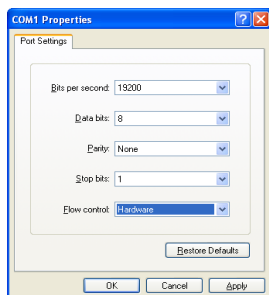 COM1 Properties
Port Settings
Bits per second: 19200
Data bits: 8
Parity: None
Stop bits: 1
Flow control: Hardware
Restore Defaults
OK Cancel Apply